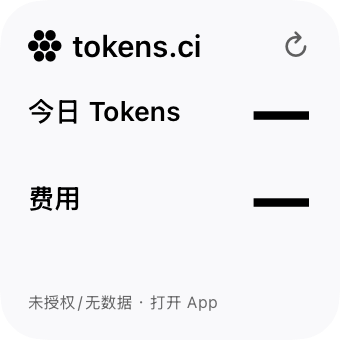 tokens.ci
今日 Tokens ——
费用 ——
未授权/无数据 · 打开 App